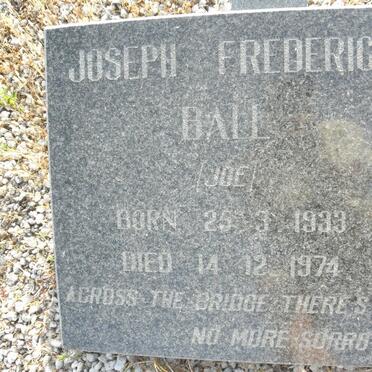 JOSEPH FREDERIC
BALL
(JOE)
BORN 25 · 3 · 1933
DIED 14 · 12 · 1974
ACROSS THE BRIDGE THERE'S
NO MORE SORRO